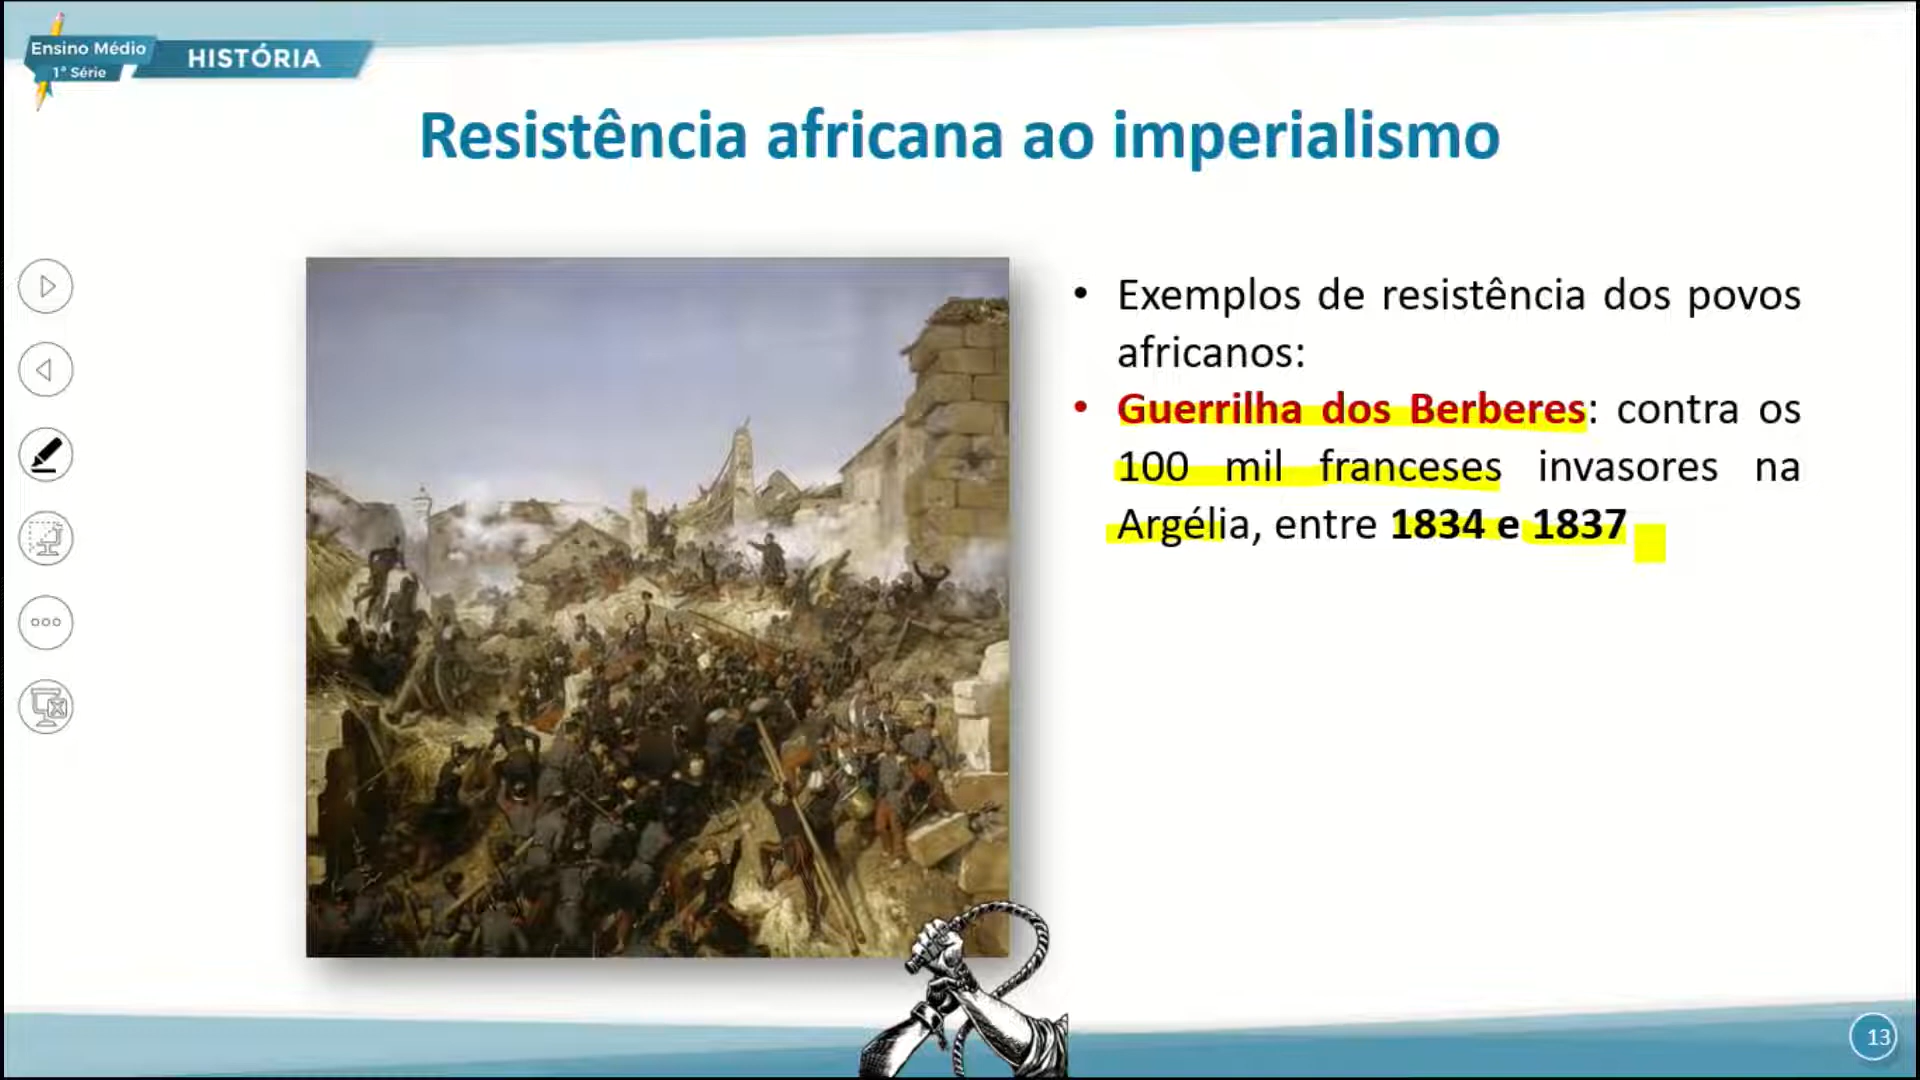 Ensino Médio
1ª Série
HISTÓRIA
Resistência africana ao imperialismo
• Exemplos de resistência dos povos
africanos:
• Guerrilha dos Berberes: contra os
100 mil franceses invasores na
Argélia, entre 1834 e 1837
13